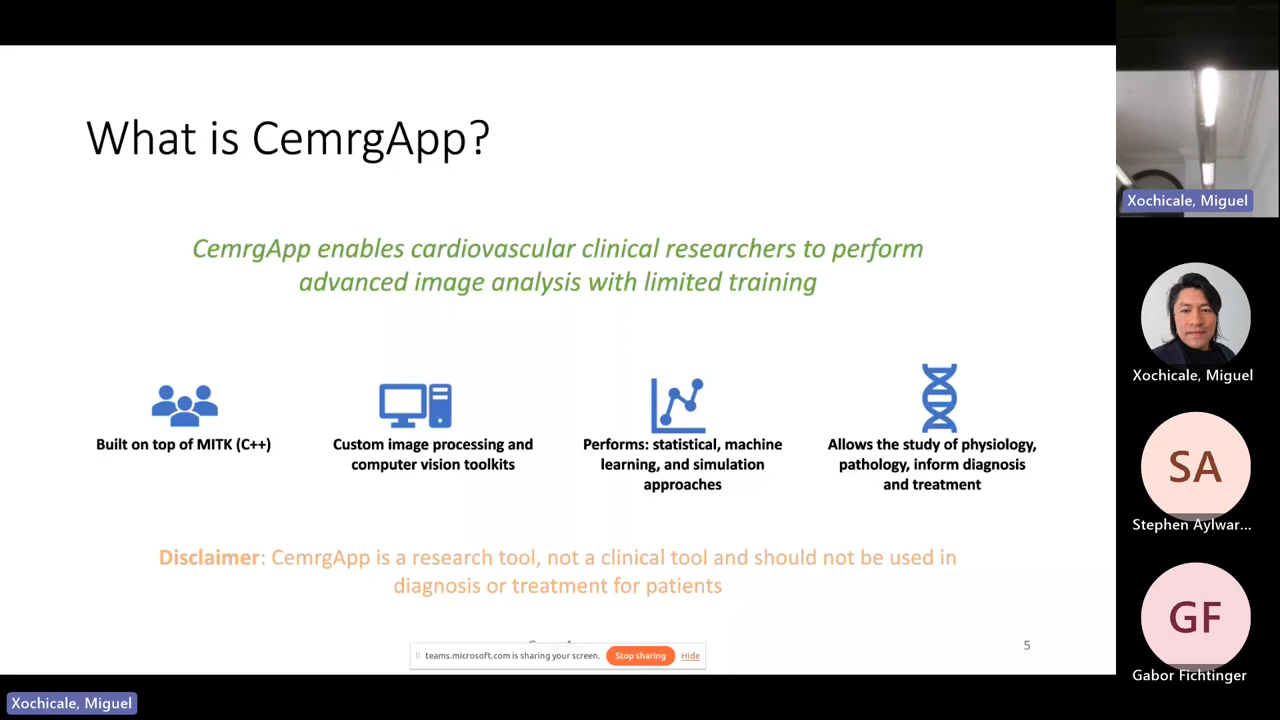 What is CemrgApp?
CemrgApp enables cardiovascular clinical researchers to perform
advanced image analysis with limited training
Built on top of MITK (C++)
Custom image processing and
computer vision toolkits
Performs: statistical, machine
learning, and simulation
approaches
Allows the study of physiology,
pathology, inform diagnosis
and treatment
Disclaimer: CemrgApp is a research tool, not a clinical tool and should not be used in
diagnosis or treatment for patients
teams.microsoft.com is sharing your screen.
Stop sharing
Hide
5
Xochicale, Miguel
Xochicale, Miguel
Xochicale, Miguel
SA
Stephen Aylwar...
GF
Gabor Fichtinger